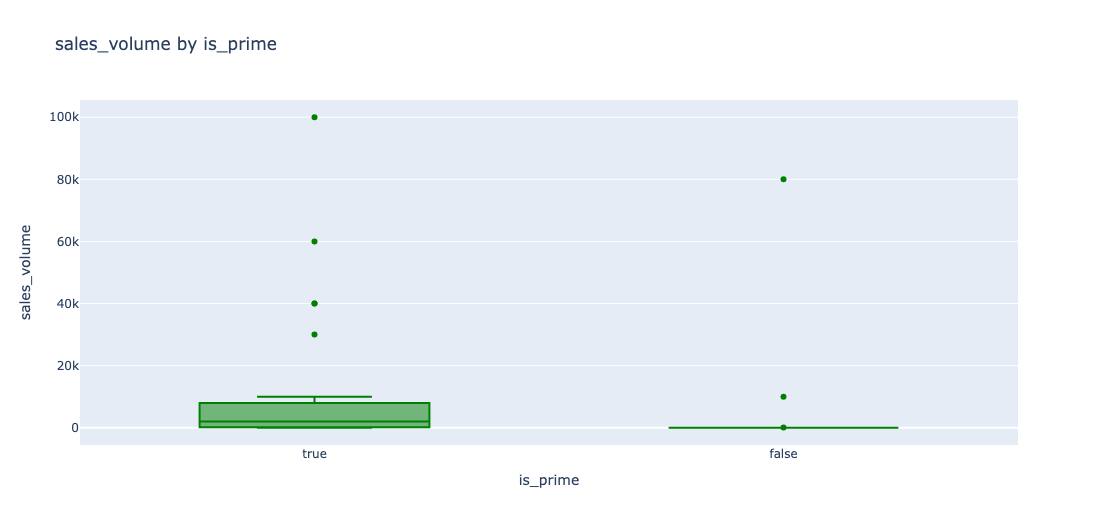 sales_volume by is_prime
100k
80k
60k
40k
20k
0
sales_volume
true
false
is_prime